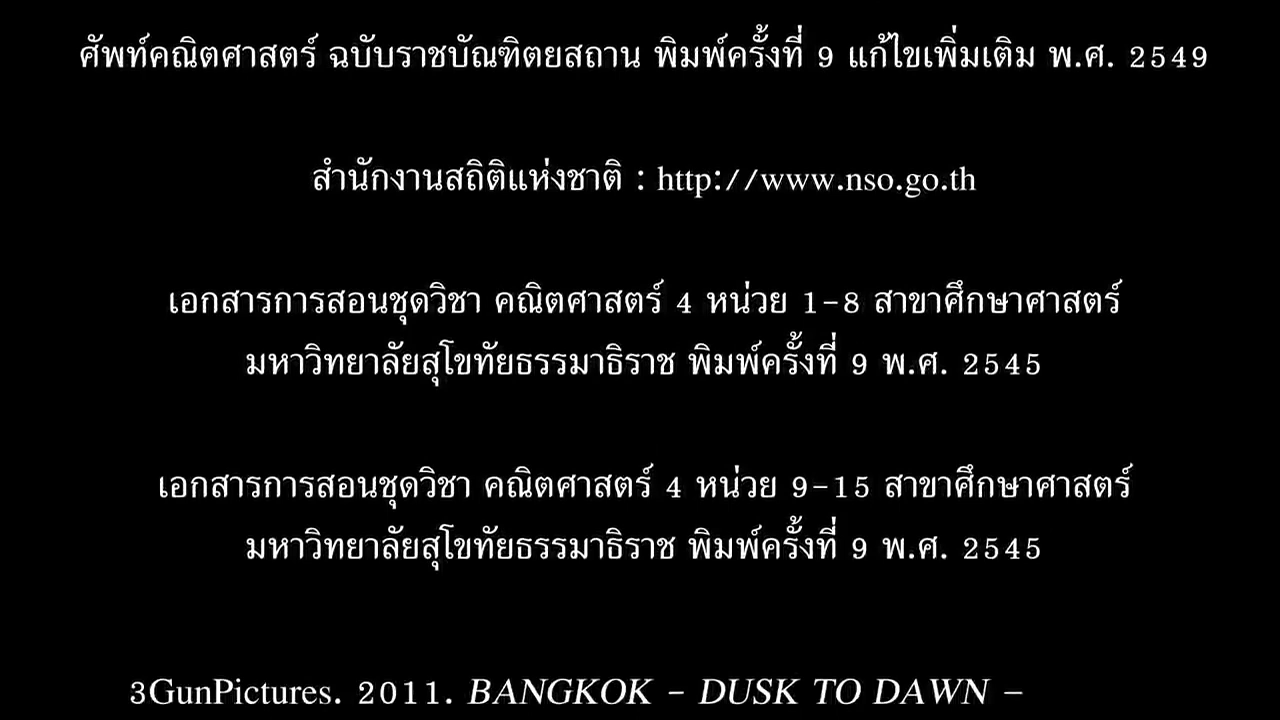 ศัพท์คณิตศาสตร์ ฉบับราชบัณฑิตยสถาน พิมพ์ครั้งที่ 9 แก้ไขเพิ่มเติม พ.ศ. 2549
สำนักงานสถิติแห่งชาติ : http://www.nso.go.th
เอกสารการสอนชุดวิชา คณิตศาสตร์ 4 หน่วย 1-8 สาขาศึกษาศาสตร์
มหาวิทยาลัยสุโขทัยธรรมาธิราช พิมพ์ครั้งที่ 9 พ.ศ. 2545
เอกสารการสอนชุดวิชา คณิตศาสตร์ 4 หน่วย 9-15 สาขาศึกษาศาสตร์
มหาวิทยาลัยสุโขทัยธรรมาธิราช พิมพ์ครั้งที่ 9 พ.ศ. 2545
3GunPictures. 2011. BANGKOK - DUSK TO DAWN –